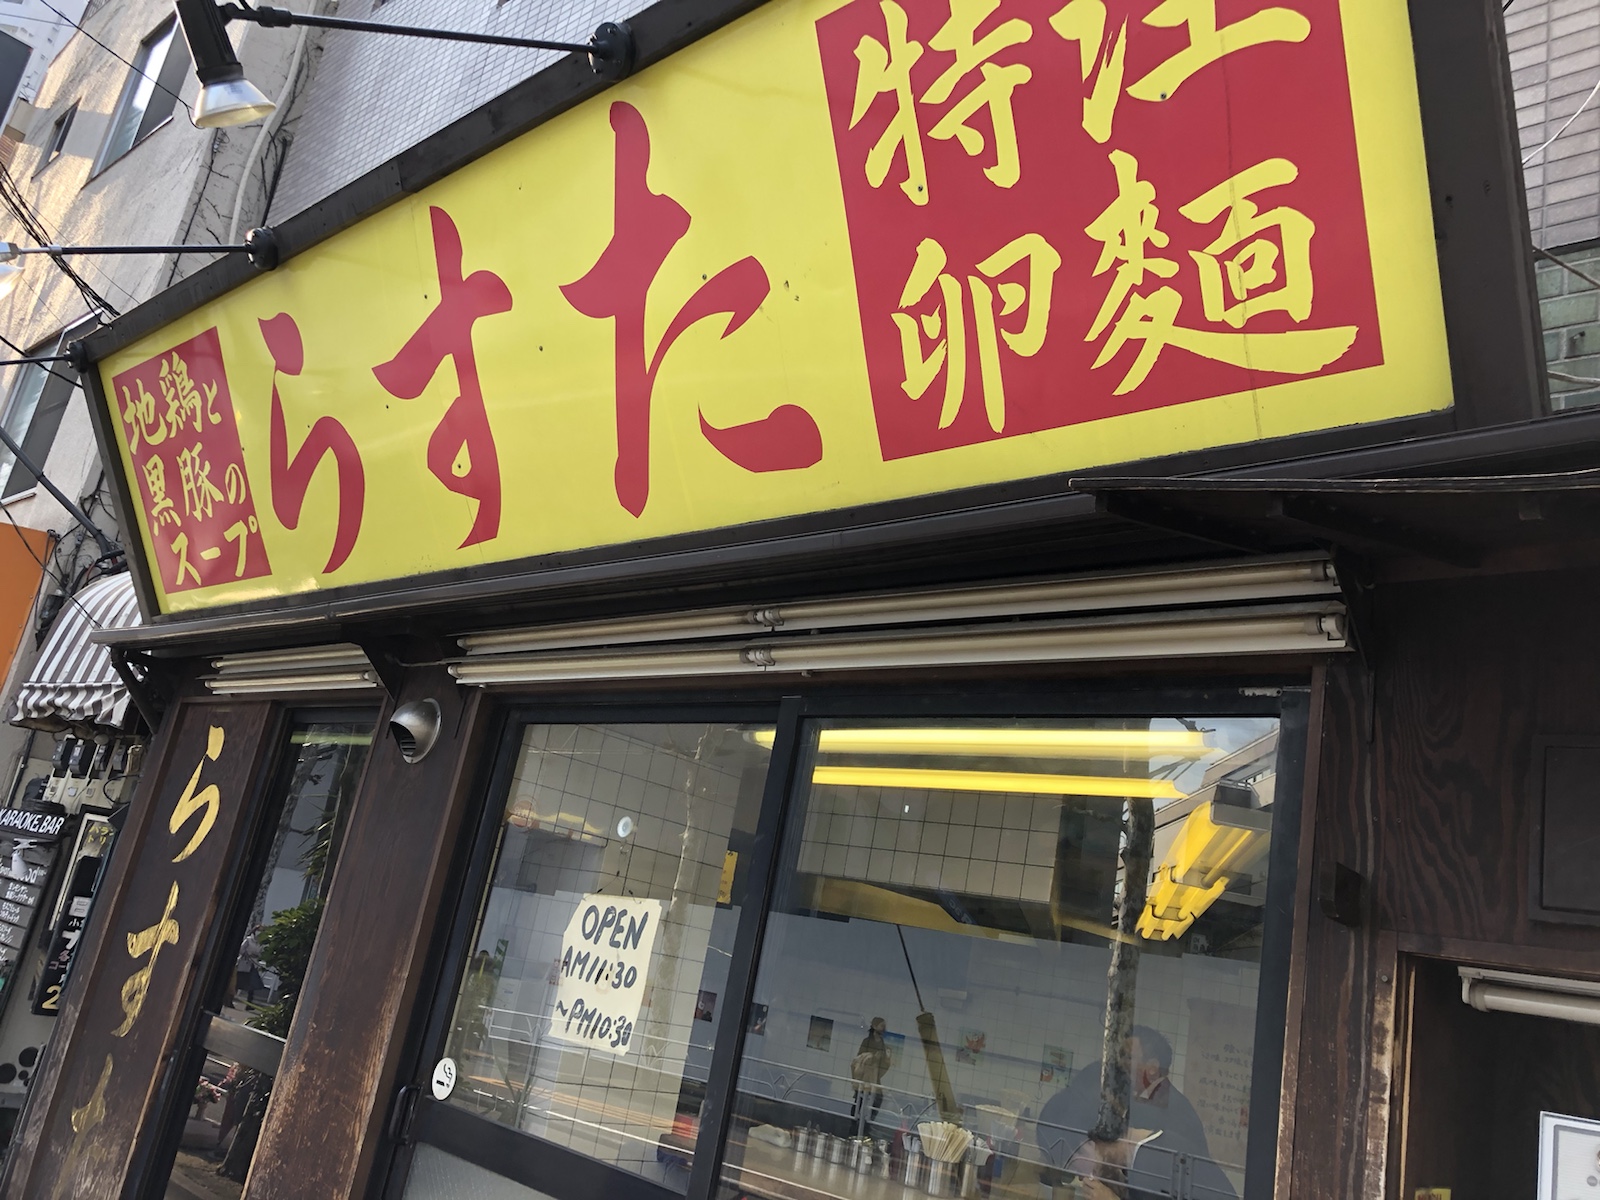 地鶏と
黒豚の
スープ
らすた
特注
卵麺
らすた
OPEN
AM11:30
~PM10:30
KARAOKE BAR